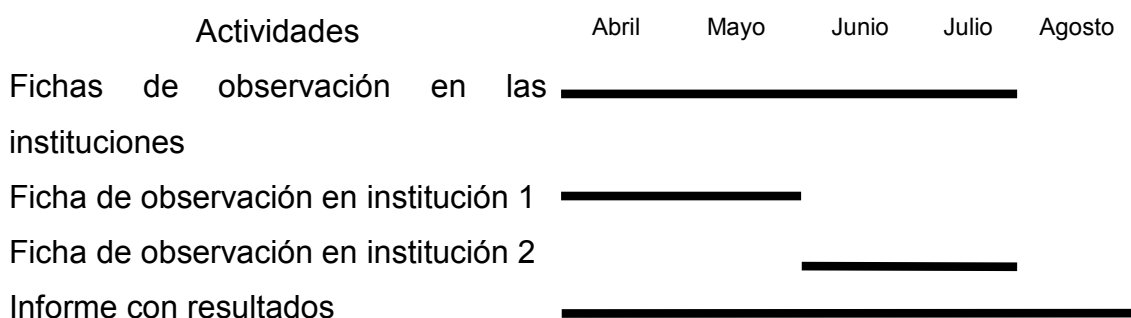 Actividades Abril Mayo Junio Julio Agosto
Fichas de observación en las
instituciones
Ficha de observación en institución 1
Ficha de observación en institución 2
Informe con resultados